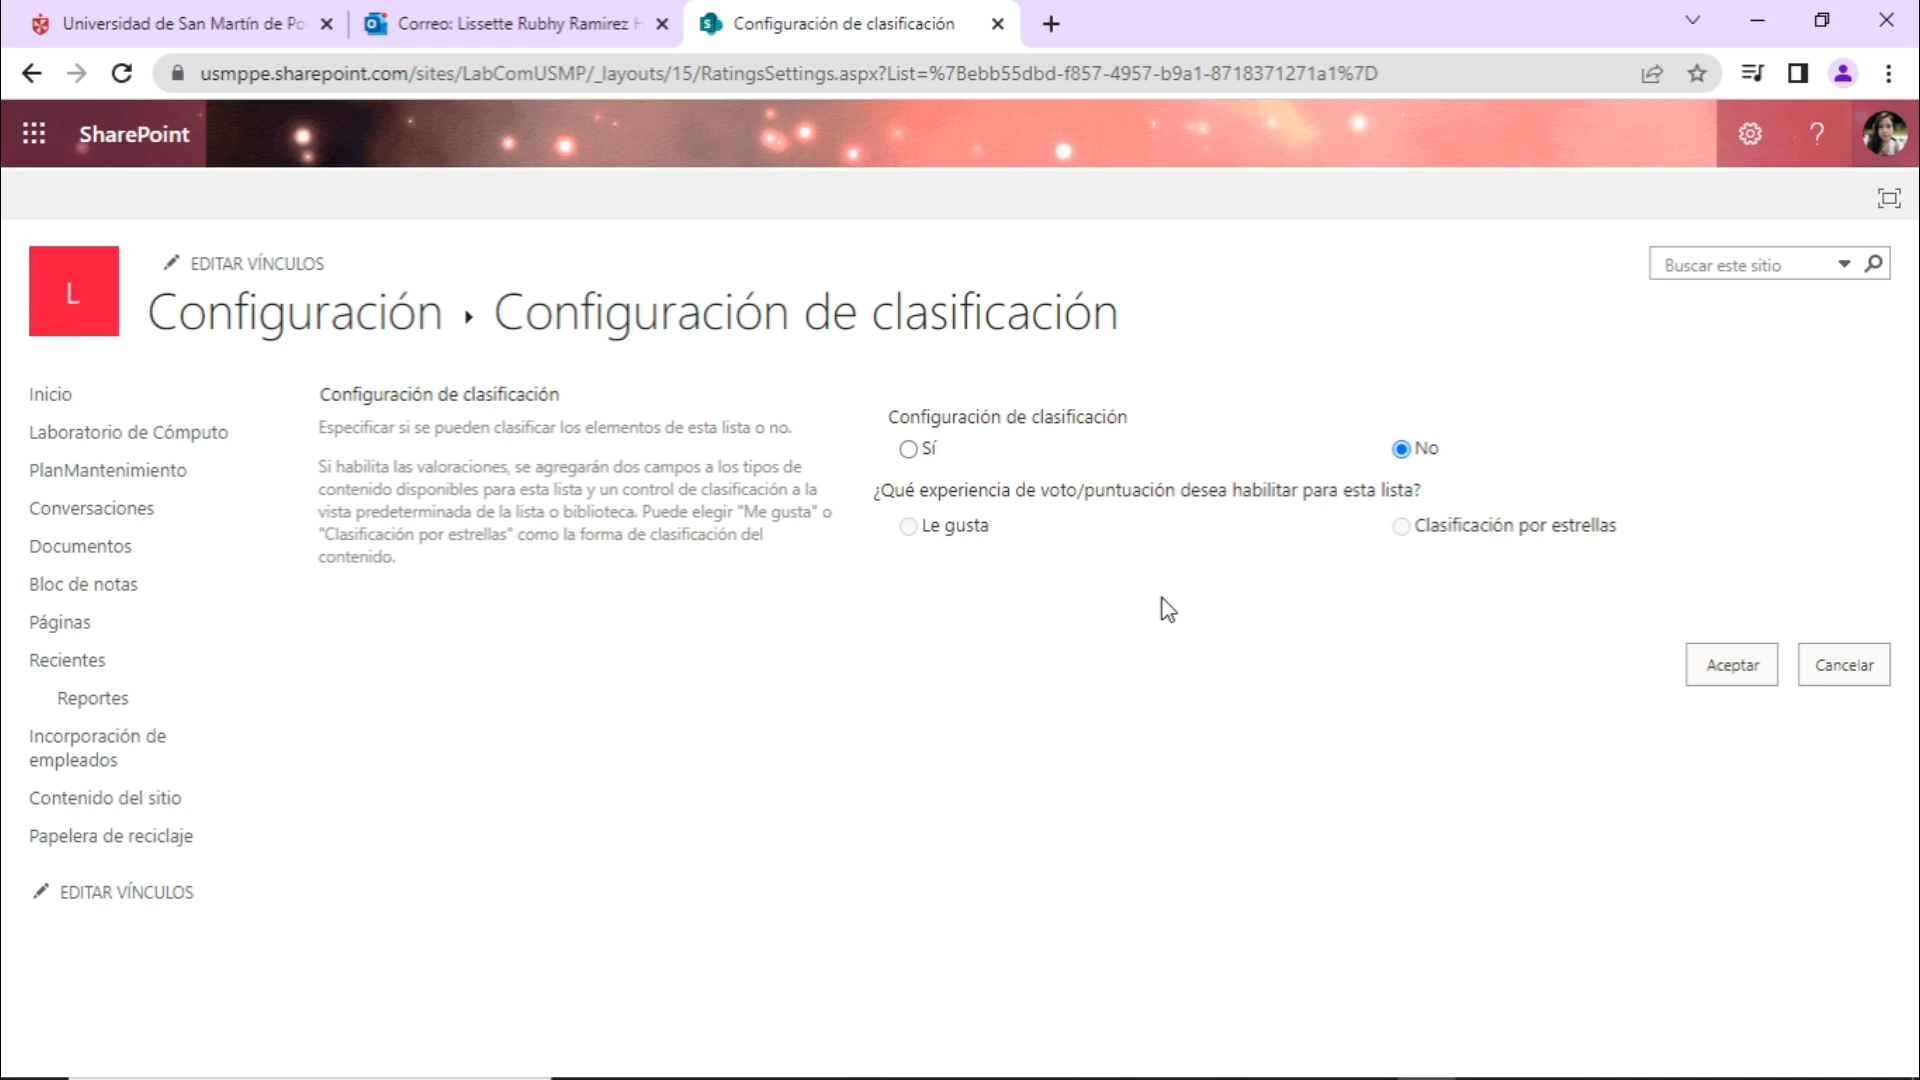 Universidad de San Martín de Po
Correo: Lissette Rubhy Ramirez H
Configuración de clasificación
usmppe.sharepoint.com/sites/LabComUSMP/_layouts/15/RatingsSettings.aspx?List=%7Bebb55dbd-f857-4957-b9a1-8718371271a1%7D
SharePoint
EDITAR VÍNCULOS
Buscar este sitio
L
Configuración ▸ Configuración de clasificación
Inicio
Laboratorio de Cómputo
PlanMantenimiento
Conversaciones
Documentos
Bloc de notas
Páginas
Recientes
Reportes
Incorporación de
empleados
Contenido del sitio
Papelera de reciclaje
EDITAR VÍNCULOS
Configuración de clasificación
Especificar si se pueden clasificar los elementos de esta lista o no.
Si habilita las valoraciones, se agregarán dos campos a los tipos de
contenido disponibles para esta lista y un control de clasificación a la
vista predeterminada de la lista o biblioteca. Puede elegir "Me gusta" o
"Clasificación por estrellas" como la forma de clasificación del
contenido.
Configuración de clasificación
Sí
No
¿Qué experiencia de voto/puntuación desea habilitar para esta lista?
Le gusta
Clasificación por estrellas
Aceptar
Cancelar